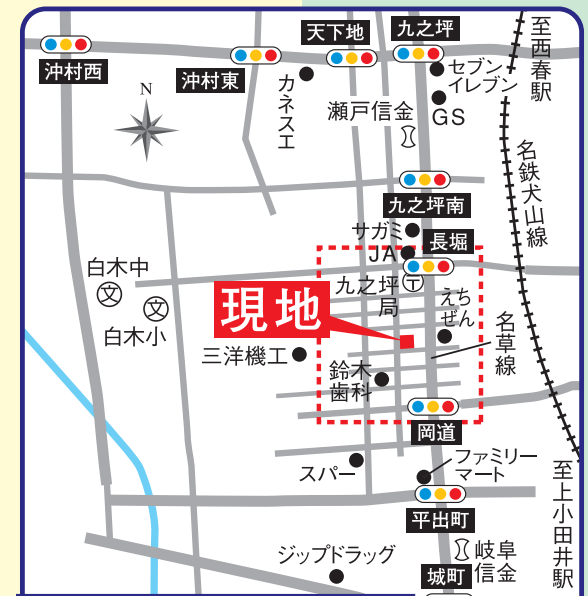 天下地
九之坪
至西春駅
沖村西
沖村東
カネスエ
セブン
イレブン
GS
瀬戸信金
N
名鉄犬山線
九之坪南
サガミ
JA
長堀
白木中
文
文
白木小
九之坪
局
〒
えち
ぜん
現地
名草線
三洋機工
鈴木
歯科
岡道
スパー
ファミリー
マート
至上小田井駅
平出町
ジップドラッグ
岐阜
信金
城町